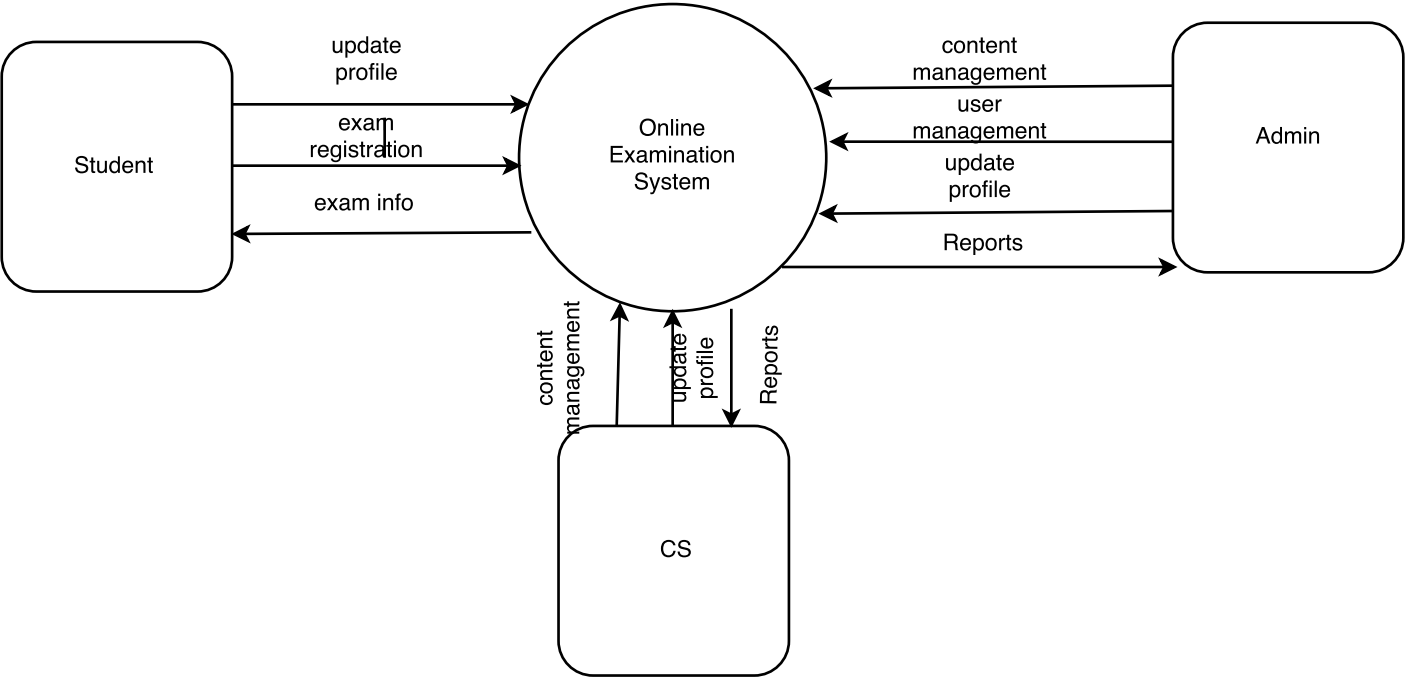 update
profile
exam
registration
exam info
Student
Online
Examination
System
content
management
user
management
update
profile
Reports
Admin
content
management
update
profile
Reports
CS